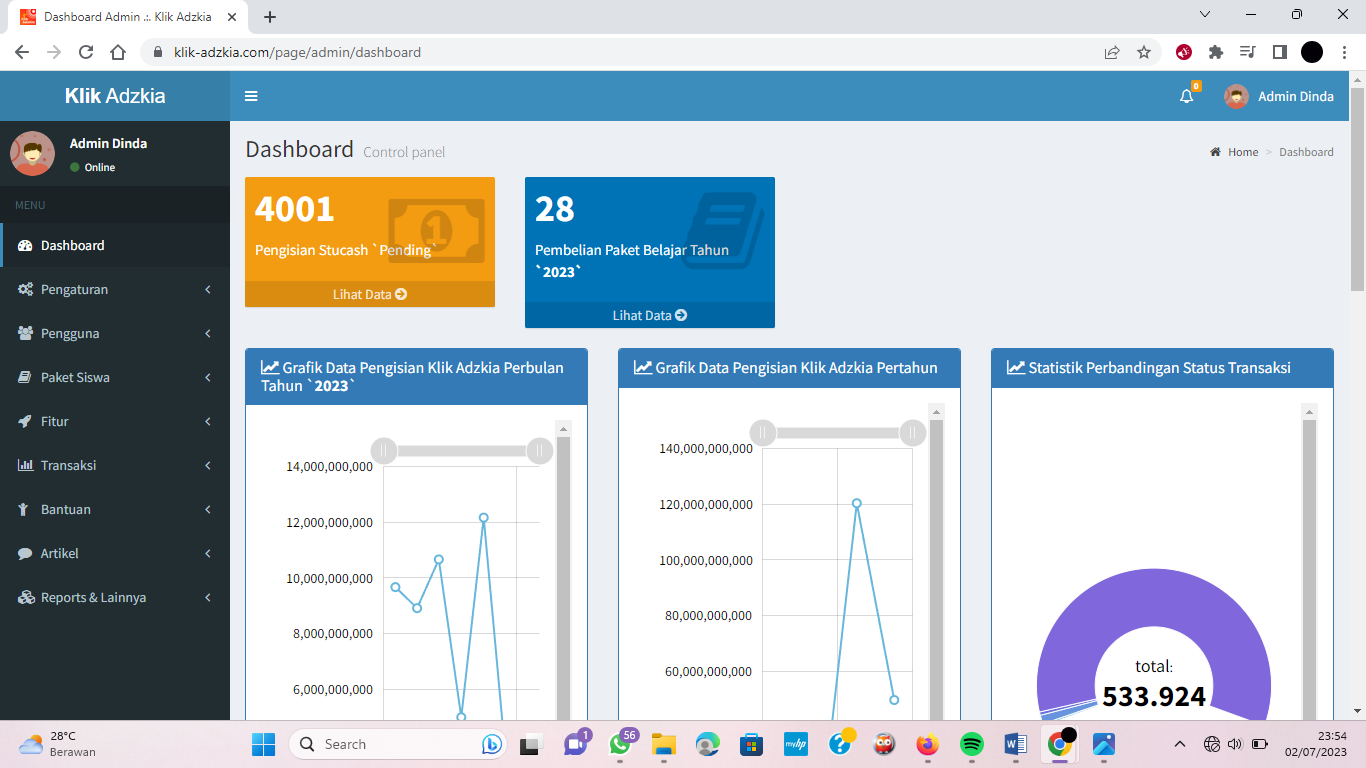 Dashboard Admin .:. Klik Adzkia
klik-adzkia.com/page/admin/dashboard
Klik Adzkia
0
Admin Dinda
Admin Dinda
Online
MENU
Dashboard
Pengaturan
Pengguna
Paket Siswa
Fitur
Transaksi
Bantuan
Artikel
Reports & Lainnya
Dashboard Control panel
Home > Dashboard
4001
Pengisian Stucash `Pending`
Lihat Data
28
Pembelian Paket Belajar Tahun
`2023`
Lihat Data
Grafik Data Pengisian Klik Adzkia Perbulan
Tahun `2023`
14,000,000,000
12,000,000,000
10,000,000,000
8,000,000,000
6,000,000,000
Grafik Data Pengisian Klik Adzkia Pertahun
140,000,000,000
120,000,000,000
100,000,000,000
80,000,000,000
60,000,000,000
Statistik Perbandingan Status Transaksi
total:
533.924
28°C
Berawan
Search
1
56
myhp
23:54
02/07/2023